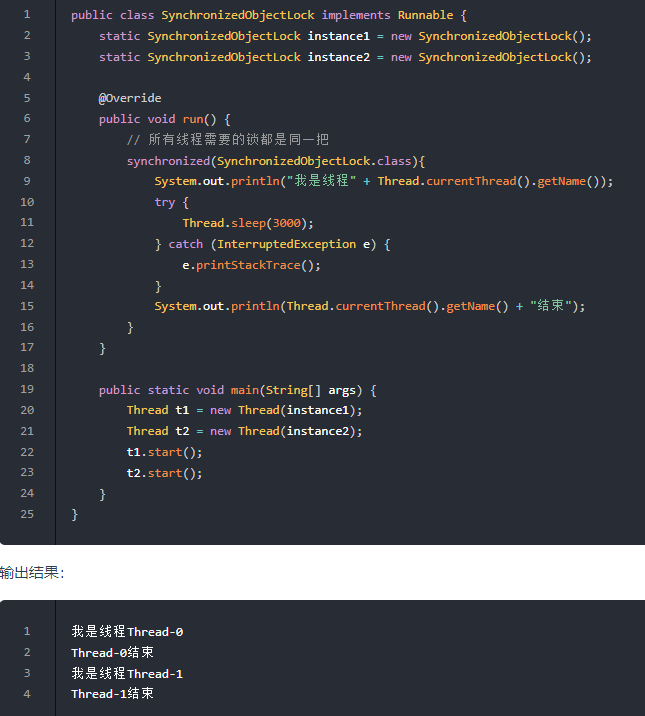 1 public class SynchronizedObjectLock implements Runnable {
2     static SynchronizedObjectLock instance1 = new SynchronizedObjectLock();
3     static SynchronizedObjectLock instance2 = new SynchronizedObjectLock();
4
5     @Override
6     public void run() {
7         // 所有线程需要的锁都是同一把
8         synchronized(SynchronizedObjectLock.class){
9             System.out.println("我是线程" + Thread.currentThread().getName());
10             try {
11                 Thread.sleep(3000);
12             } catch (InterruptedException e) {
13                 e.printStackTrace();
14             }
15             System.out.println(Thread.currentThread().getName() + "结束");
16         }
17     }
18
19     public static void main(String[] args) {
20         Thread t1 = new Thread(instance1);
21         Thread t2 = new Thread(instance2);
22         t1.start();
23         t2.start();
24     }
25 }
输出结果：
1 我是线程Thread-0
2 Thread-0结束
3 我是线程Thread-1
4 Thread-1结束